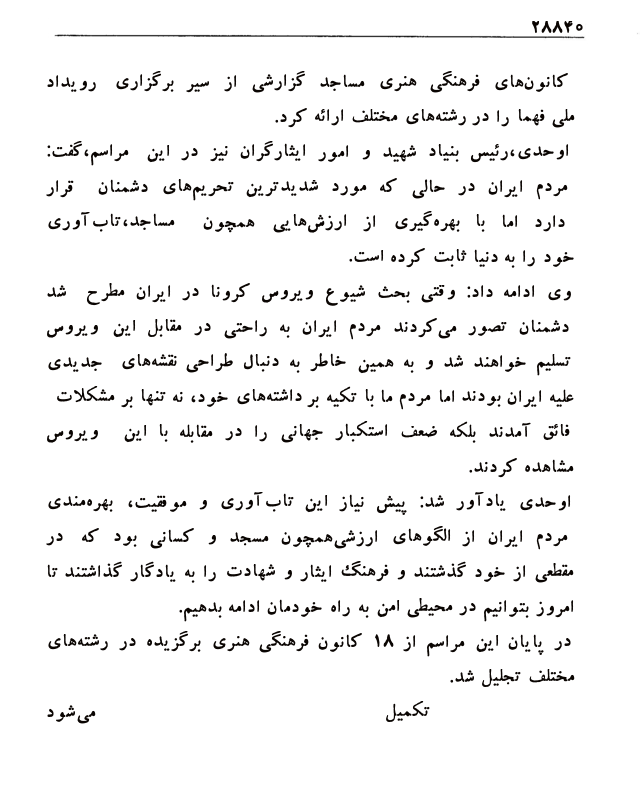 ۲۸۸۴۰
کانون‌های فرهنگی هنری مساجد گزارشی از سیر برگزاری رویداد
ملی فهما را در رشته‌های مختلف ارائه کرد.
اوحدی،رئیس بنیاد شهید و امور ایثارگران نیز در این مراسم،گفت:
مردم ایران در حالی که مورد شدیدترین تحریم‌های دشمنان قرار
دارد اما با بهره‌گیری از ارزش‌هایی همچون مساجد،تاب‌آوری
خود را به دنیا ثابت کرده است.
وی ادامه داد: وقتی بحث شیوع ویروس کرونا در ایران مطرح شد
دشمنان تصور می‌کردند مردم ایران به راحتی در مقابل این ویروس
تسلیم خواهند شد و به همین خاطر به دنبال طراحی نقشه‌های جدیدی
علیه ایران بودند اما مردم ما با تکیه بر داشته‌های خود، نه تنها بر مشکلات
فائق آمدند بلکه ضعف استکبار جهانی را در مقابله با این ویروس
مشاهده کردند.
اوحدی یادآور شد: پیش نیاز این تاب‌آوری و موفقیت، بهره‌مندی
مردم ایران از الگوهای ارزشی‌همچون مسجد و کسانی بود که در
مقطعی از خود گذشتند و فرهنگ ایثار و شهادت را به یادگار گذاشتند تا
امروز بتوانیم در محیطی امن به راه خودمان ادامه بدهیم.
در پایان این مراسم از ۱۸ کانون فرهنگی هنری برگزیده در رشته‌های
مختلف تجلیل شد.
تکمیل می‌شود